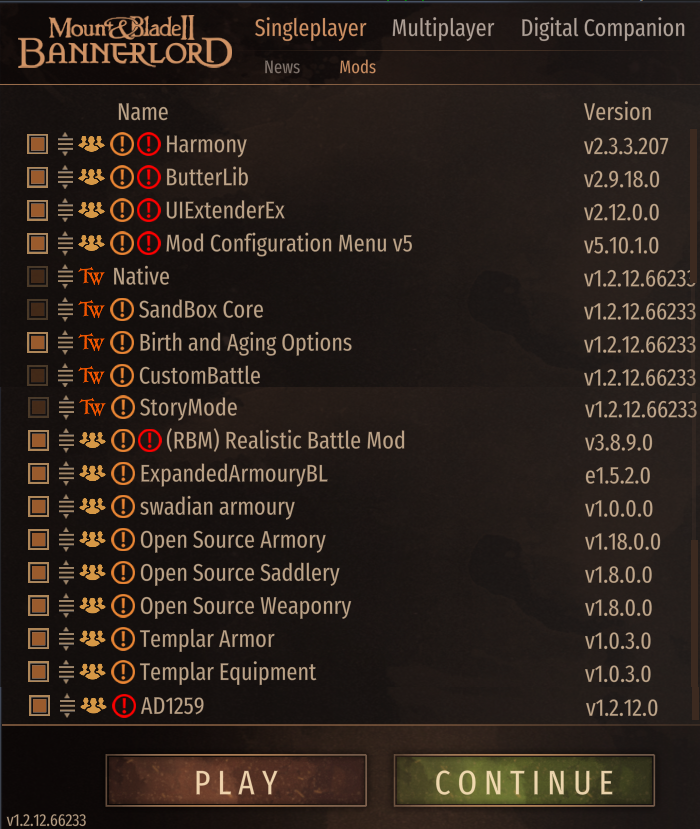 MOUNT & BLADE II
BANNERLORD
Singleplayer Multiplayer Digital Companion
News Mods
Name Version
Harmony v2.3.3.207
ButterLib v2.9.18.0
UIExtenderEx v2.12.0.0
Mod Configuration Menu v5 v5.10.1.0
TW Native v1.2.12.66233
TW SandBox Core v1.2.12.66233
TW Birth and Aging Options v1.2.12.66233
TW CustomBattle v1.2.12.66233
TW StoryMode v1.2.12.66233
(RBM) Realistic Battle Mod v3.8.9.0
ExpandedArmouryBL e1.5.2.0
swadian armoury v1.0.0.0
Open Source Armory v1.18.0.0
Open Source Saddlery v1.8.0.0
Open Source Weaponry v1.8.0.0
Templar Armor v1.0.3.0
Templar Equipment v1.0.3.0
AD1259 v1.2.12.0
PLAY CONTINUE
v1.2.12.66233